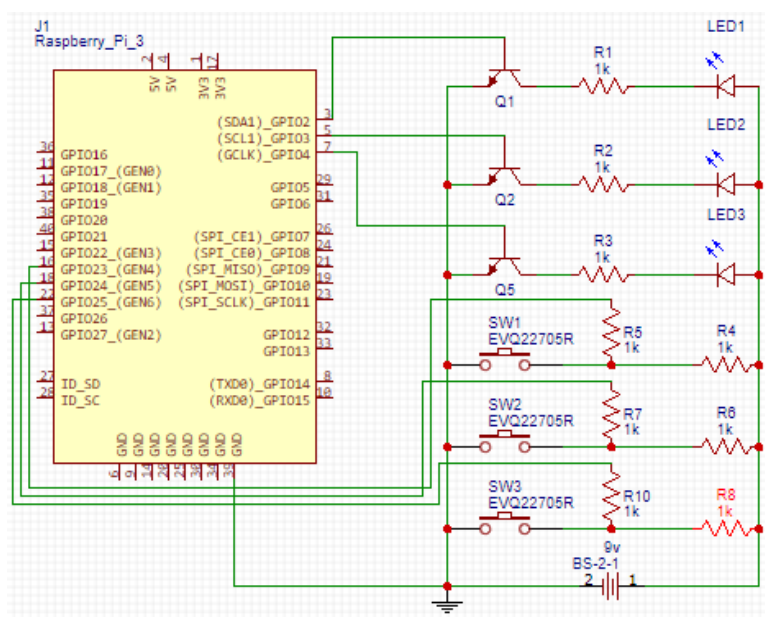 J1
Raspberry_Pi_3
2
4
1
17
5V
5V
3V3
3V3
(SDA1)_GPIO2
3
(SCL1)_GPIO3
5
(GCLK)_GPIO4
7
36
GPIO16
11
GPIO17_(GEN0)
12
GPIO18_(GEN1)
35
GPIO19
38
GPIO20
40
GPIO21
15
GPIO22_(GEN3)
16
GPIO23_(GEN4)
18
GPIO24_(GEN5)
22
GPIO25_(GEN6)
37
GPIO26
13
GPIO27_(GEN2)
GPIO5
29
GPIO6
31
(SPI_CE1)_GPIO7
26
(SPI_CE0)_GPIO8
24
(SPI_MISO)_GPIO9
21
(SPI_MOSI)_GPIO10
19
(SPI_SCLK)_GPIO11
23
GPIO12
32
GPIO13
33
27
ID_SD
28
ID_SC
(TXD0)_GPIO14
8
(RXD0)_GPIO15
10
GND
GND
GND
GND
GND
GND
GND
GND
6
9
14
20
25
30
34
39
LED1
R1
1k
Q1
LED2
R2
1k
Q2
LED3
R3
1k
Q5
SW1
EVQ22705R
R5
1k
R4
1k
SW2
EVQ22705R
R7
1k
R6
1k
SW3
EVQ22705R
R10
1k
R8
1k
9v
BS-2-1
2
1